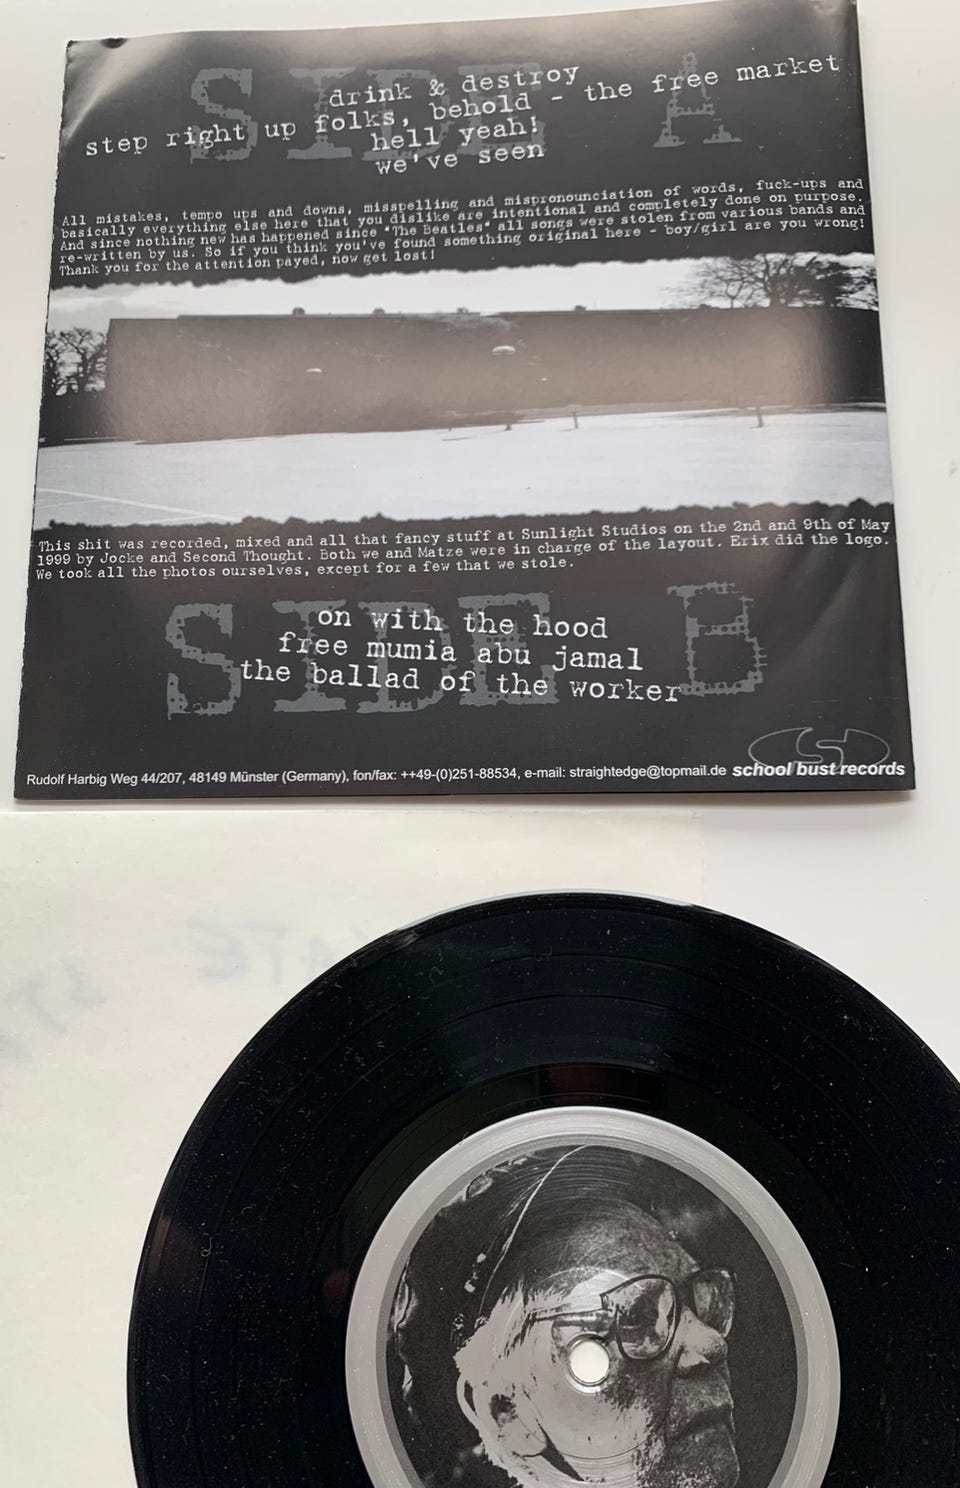 SIDE A
drink & destroy
step right up folks, behold - the free market
hell yeah!
we've seen
All mistakes, tempo ups and downs, misspelling and mispronounciation of words, fuck-ups and
basically everything else here that you dislike are intentional and completely done on purpose.
And since nothing new has happened since "The Beatles" all songs were stolen from various bands and
re-written by us. So if you think you've found something original here - boy/girl are you wrong!
Thank you for the attention payed, now get lost!
This shit was recorded, mixed and all that fancy stuff at Sunlight Studios on the 2nd and 9th of May
1999 by Jocke and Second Thought. Both we and Matze were in charge of the layout. Erix did the logo.
We took all the photos ourselves, except for a few that we stole.
SIDE B
on with the hood
free mumia abu jamal
the ballad of the worker
Rudolf Harbig Weg 44/207, 48149 Münster (Germany), fon/fax: ++49-(0)251-88534, e-mail: straightedge@topmail.de school bust records